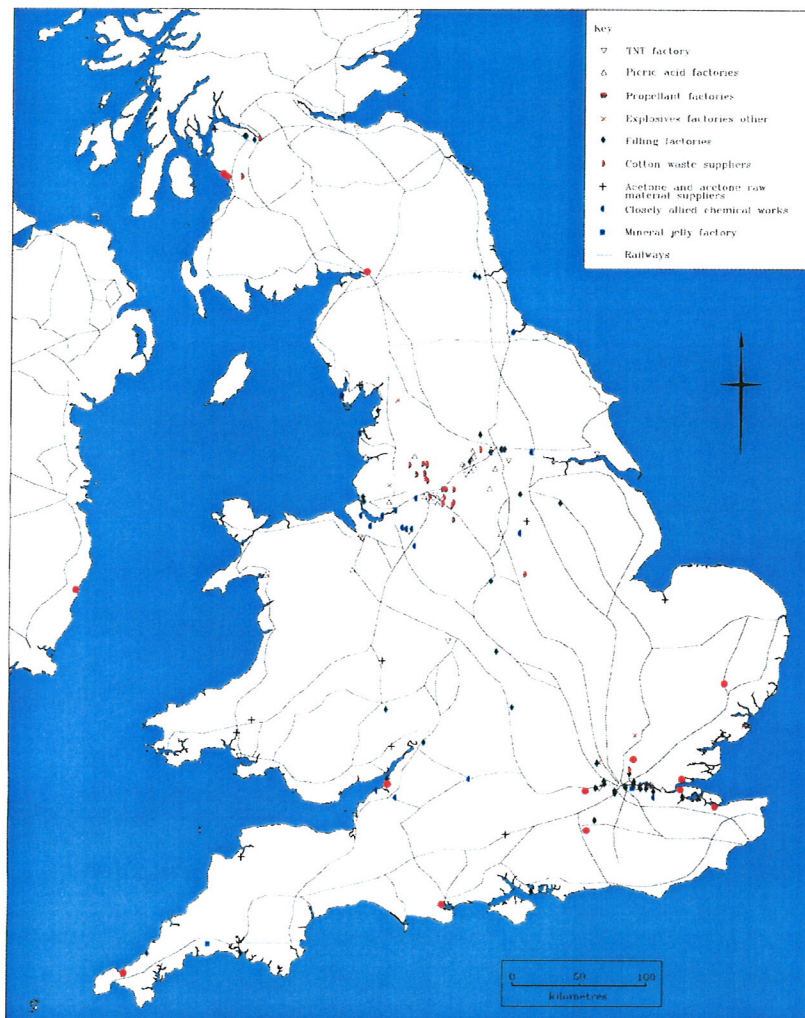 Key
TNT factory
Picric acid factories
Propellant factories
Explosives factories other
Filling factories
Cotton waste suppliers
Acetone and acetone raw
material suppliers
Closely allied chemical works
Mineral jelly factory
Railways
0 50 100
kilometres